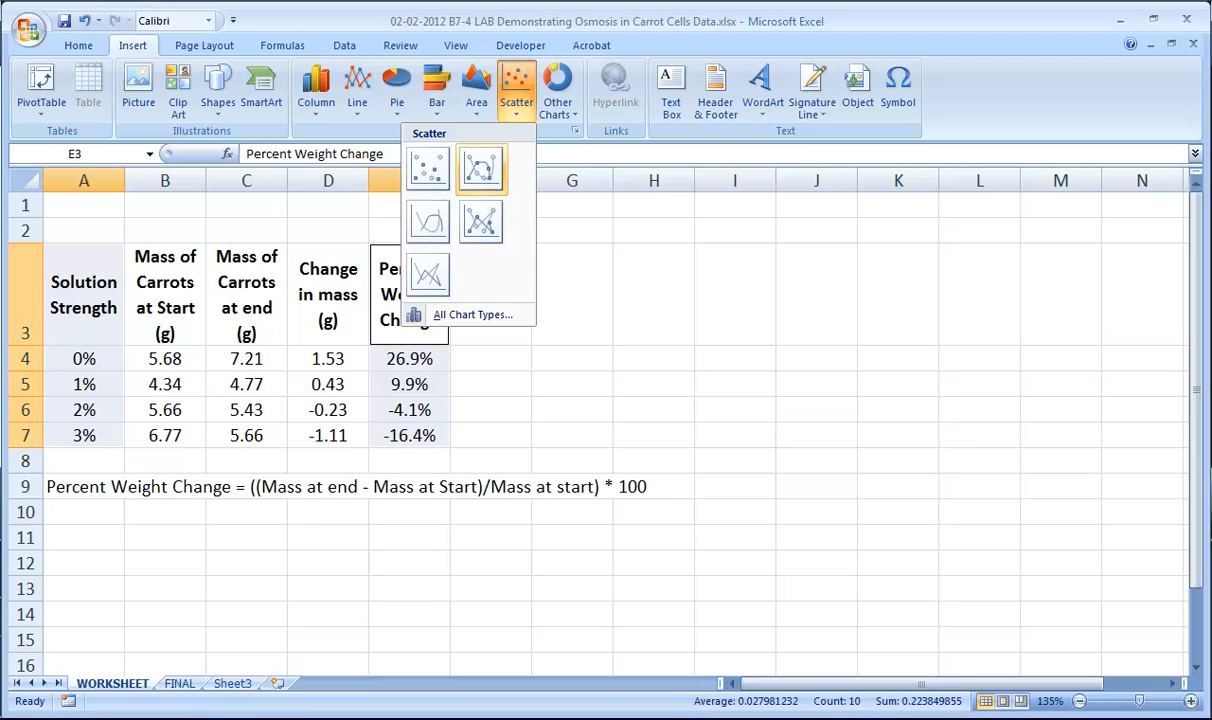 Calibri
02-02-2012 B7-4 LAB Demonstrating Osmosis in Carrot Cells Data.xlsx - Microsoft Excel
Home Insert Page Layout Formulas Data Review View Developer Acrobat
PivotTable Table Picture Clip Art Shapes SmartArt Column Line Pie Bar Area Scatter Other Charts Hyperlink Text Box Header & Footer WordArt Signature Line Object Symbol
Tables Illustrations Links Text
Scatter
All Chart Types...
E3 fx Percent Weight Change
A B C D G H I J K L M N
1
2
3
Solution Strength
Mass of Carrots at Start (g)
Mass of Carrots at end (g)
Change in mass (g)
4 0% 5.68 7.21 1.53 26.9%
5 1% 4.34 4.77 0.43 9.9%
6 2% 5.66 5.43 -0.23 -4.1%
7 3% 6.77 5.66 -1.11 -16.4%
8
9 Percent Weight Change = ((Mass at end - Mass at Start)/Mass at start) * 100
10
11
12
13
14
15
16
WORKSHEET FINAL Sheet3
Ready Average: 0.027981232 Count: 10 Sum: 0.223849855 135%